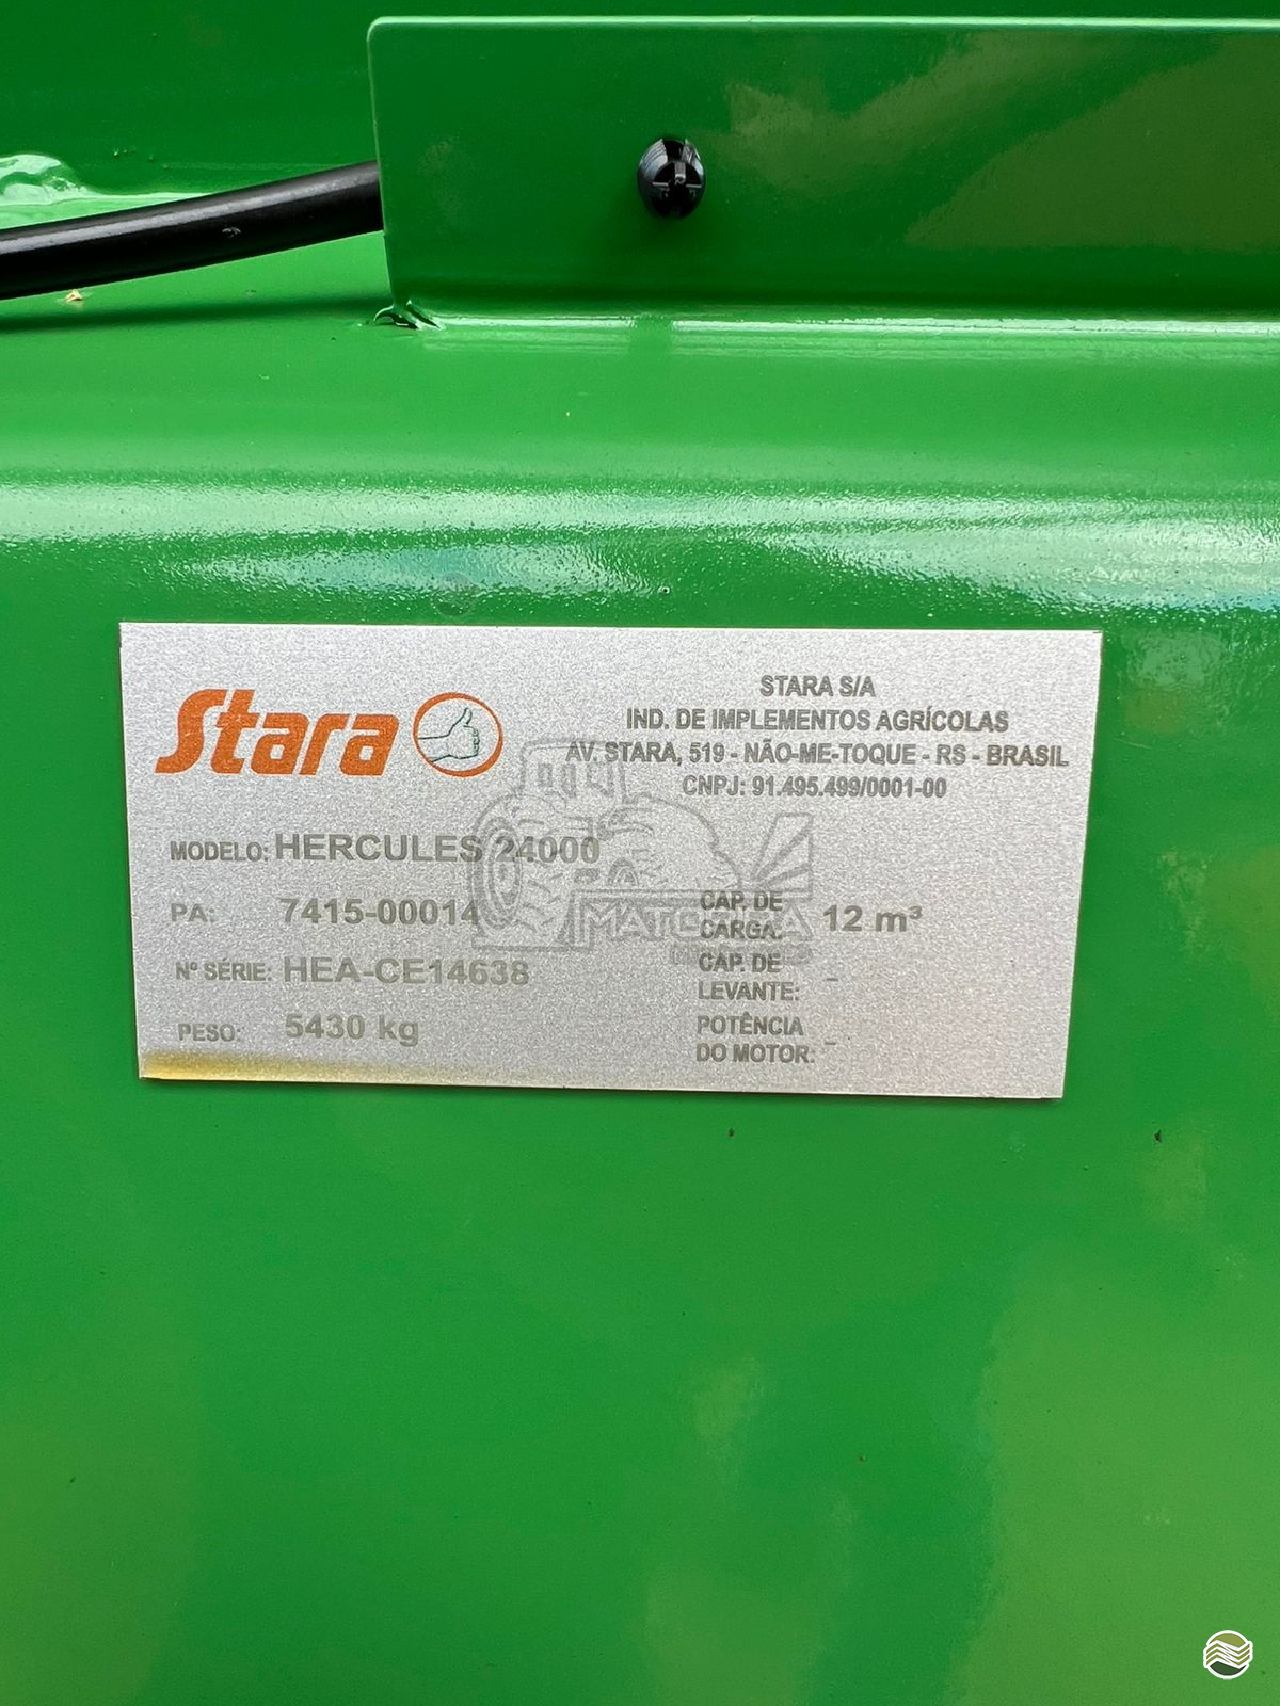 Stara
STARA S/A
IND. DE IMPLEMENTOS AGRÍCOLAS
AV. STARA, 519 - NÃO-ME-TOQUE - RS - BRASIL
CNPJ: 91.495.499/0001-00
MODELO: HERCULES 24000
PA: 7415-00014
Nº SÉRIE: HEA-CE14638
PESO: 5430 kg
CAP. DE
CARGA: 12 m³
CAP. DE
LEVANTE: -
POTÊNCIA
DO MOTOR: -